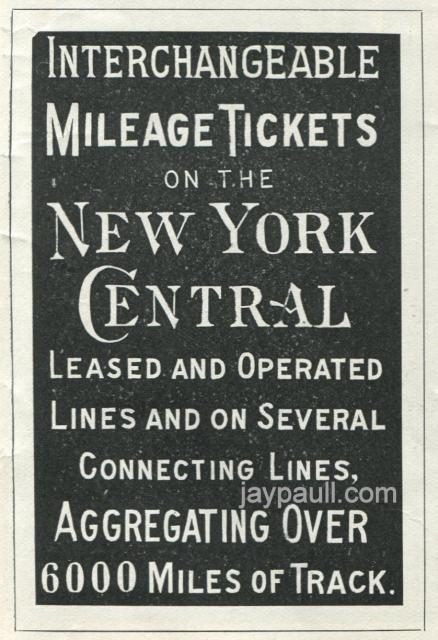 INTERCHANGEABLE
MILEAGE TICKETS
ON THE
NEW YORK
CENTRAL
LEASED AND OPERATED
LINES AND ON SEVERAL
CONNECTING LINES,
jaypaull.com
AGGREGATING OVER
6000 MILES OF TRACK.